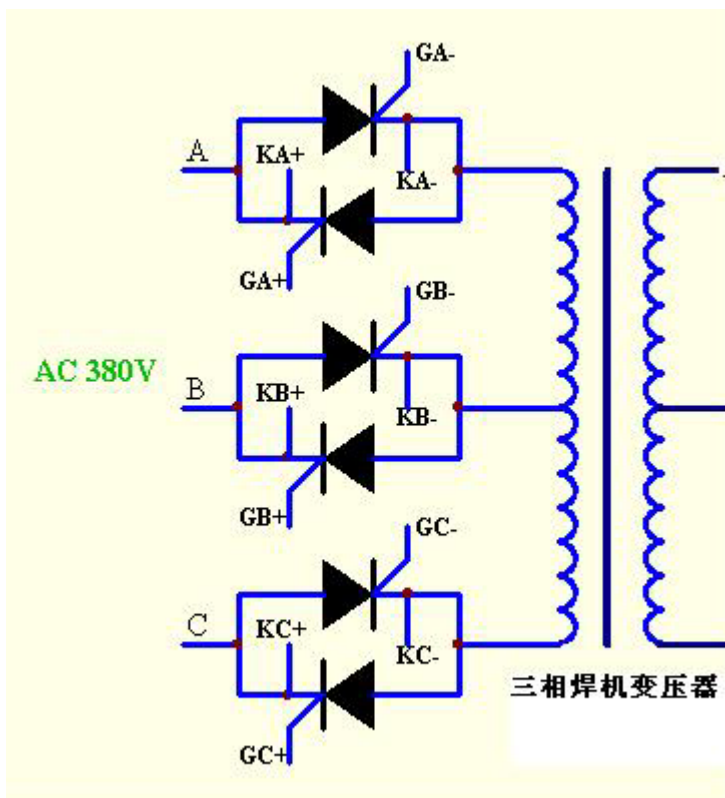 GA-
A
KA+
KA-
GA+
GB-
AC 380V
B
KB+
KB-
GB+
GC-
C
KC+
KC-
三相焊机变压器
GC+